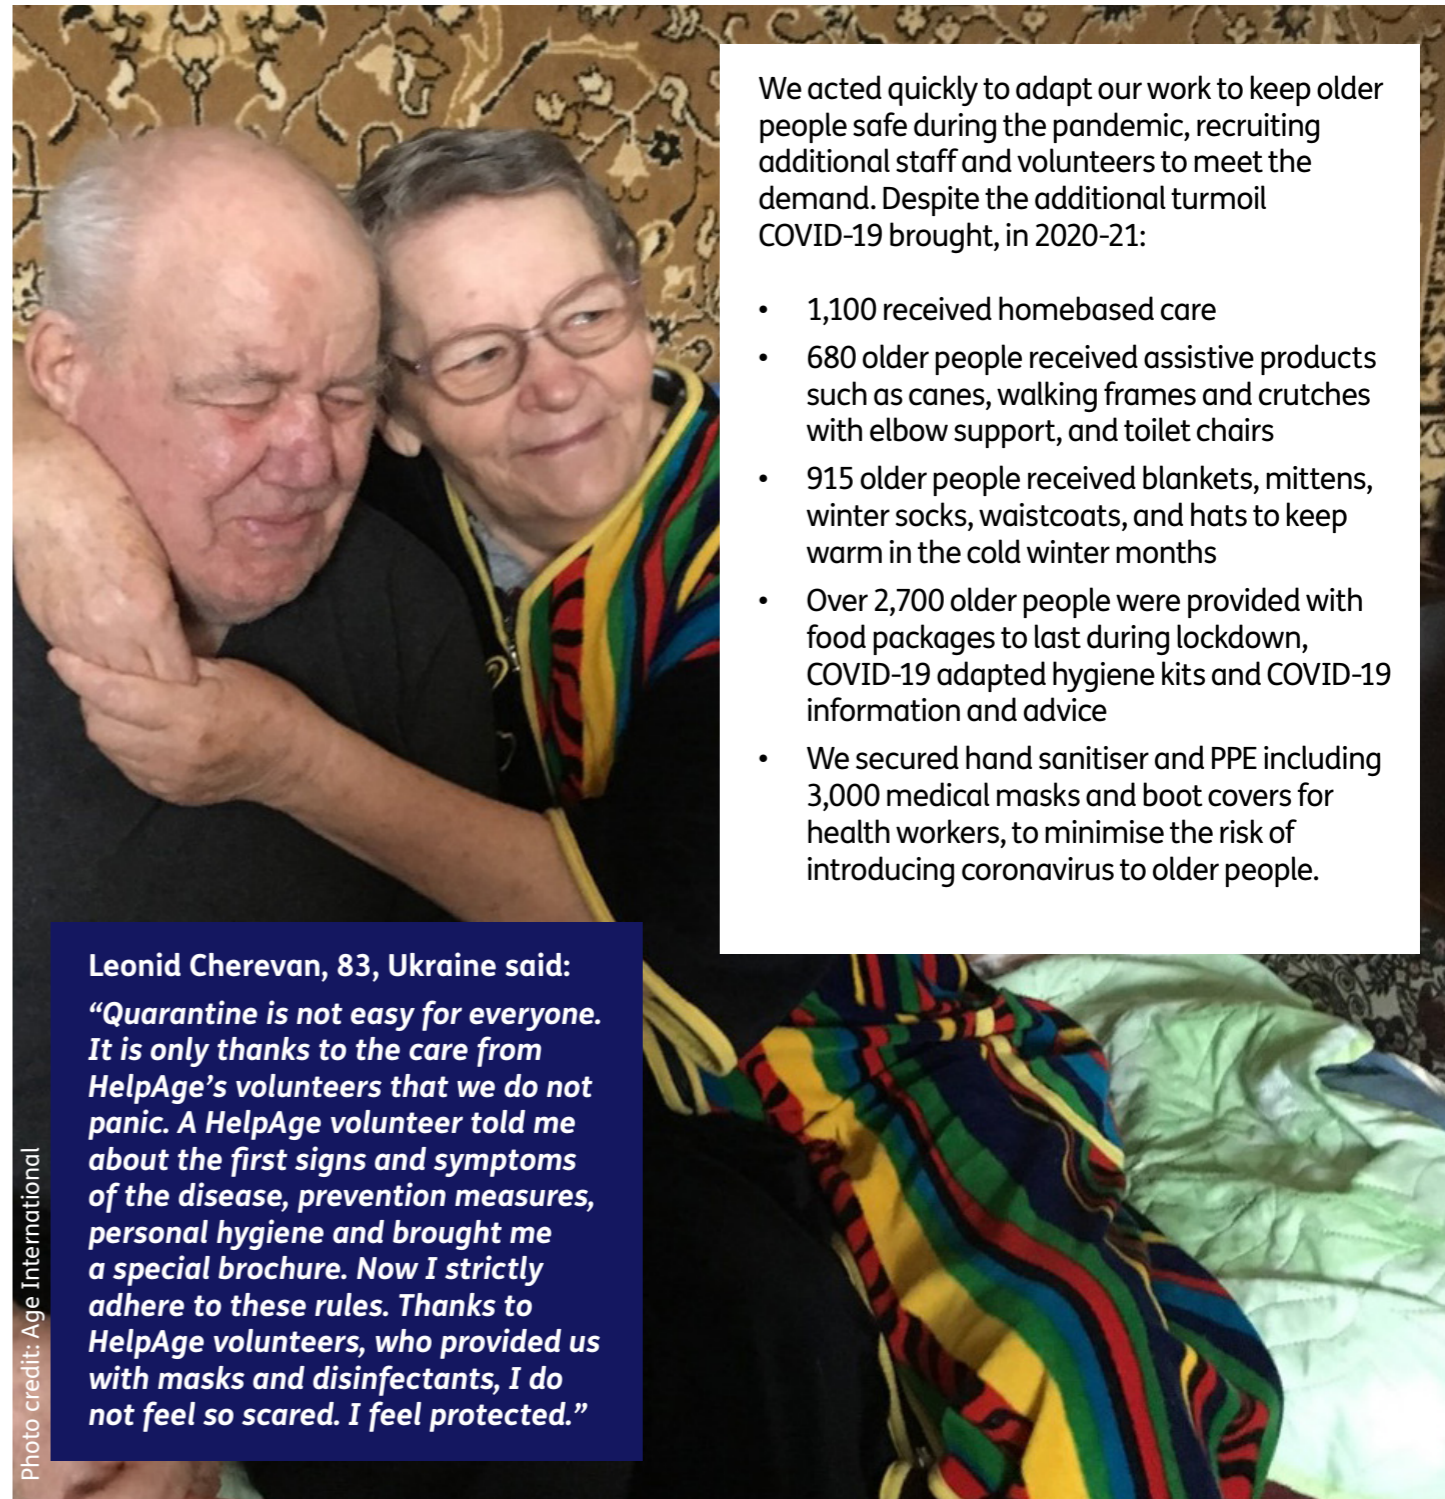 We acted quickly to adapt our work to keep older
people safe during the pandemic, recruiting
additional staff and volunteers to meet the
demand. Despite the additional turmoil
COVID-19 brought, in 2020-21:
• 1,100 received homebased care
• 680 older people received assistive products
such as canes, walking frames and crutches
with elbow support, and toilet chairs
• 915 older people received blankets, mittens,
winter socks, waistcoats, and hats to keep
warm in the cold winter months
• Over 2,700 older people were provided with
food packages to last during lockdown,
COVID-19 adapted hygiene kits and COVID-19
information and advice
• We secured hand sanitiser and PPE including
3,000 medical masks and boot covers for
health workers, to minimise the risk of
introducing coronavirus to older people.
Leonid Cherevan, 83, Ukraine said:
“Quarantine is not easy for everyone.
It is only thanks to the care from
HelpAge’s volunteers that we do not
panic. A HelpAge volunteer told me
about the first signs and symptoms
of the disease, prevention measures,
personal hygiene and brought me
a special brochure. Now I strictly
adhere to these rules. Thanks to
HelpAge volunteers, who provided us
with masks and disinfectants, I do
not feel so scared. I feel protected.”
Photo credit: Age International